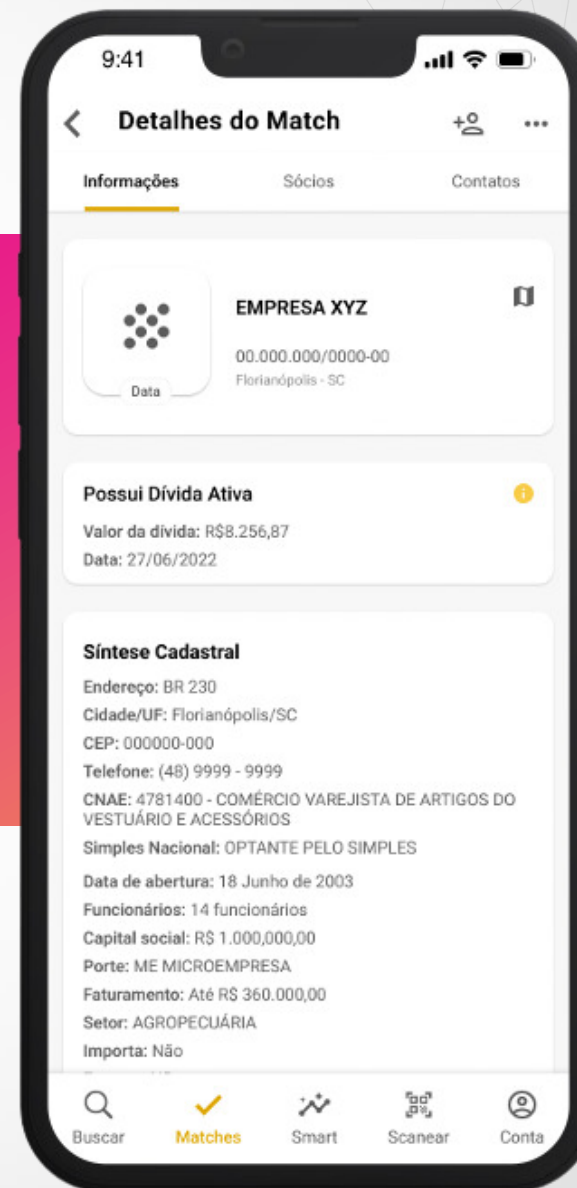 9:41
Detalhes do Match
Informações Sócios Contatos
EMPRESA XYZ
00.000.000/0000-00
Florianópolis - SC
Data
Possui Dívida Ativa
Valor da dívida: R$8.256,87
Data: 27/06/2022
Síntese Cadastral
Endereço: BR 230
Cidade/UF: Florianópolis/SC
CEP: 000000-000
Telefone: (48) 9999 - 9999
CNAE: 4781400 - COMÉRCIO VAREJISTA DE ARTIGOS DO
VESTUÁRIO E ACESSÓRIOS
Simples Nacional: OPTANTE PELO SIMPLES
Data de abertura: 18 Junho de 2003
Funcionários: 14 funcionários
Capital social: R$ 1.000,000,00
Porte: ME MICROEMPRESA
Faturamento: Até R$ 360.000,00
Setor: AGROPECUÁRIA
Importa: Não
Buscar Matches Smart Scanear Conta